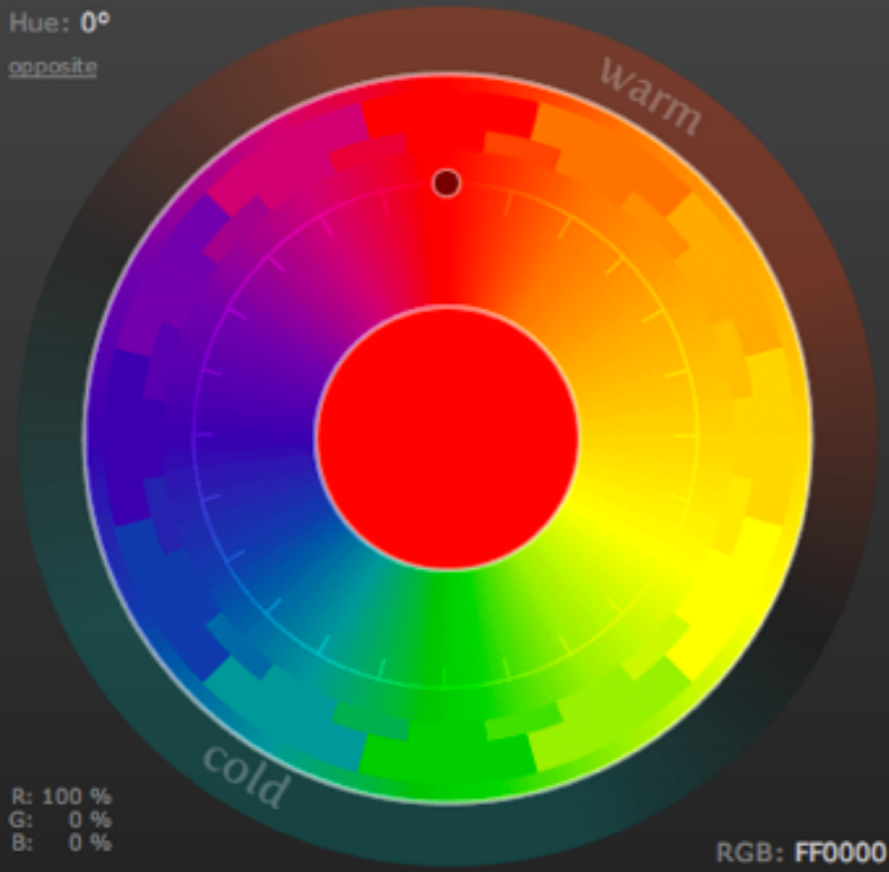 Hue: 0°
opposite
warm
cold
R: 100 %
G: 0 %
B: 0 %
RGB: FF0000